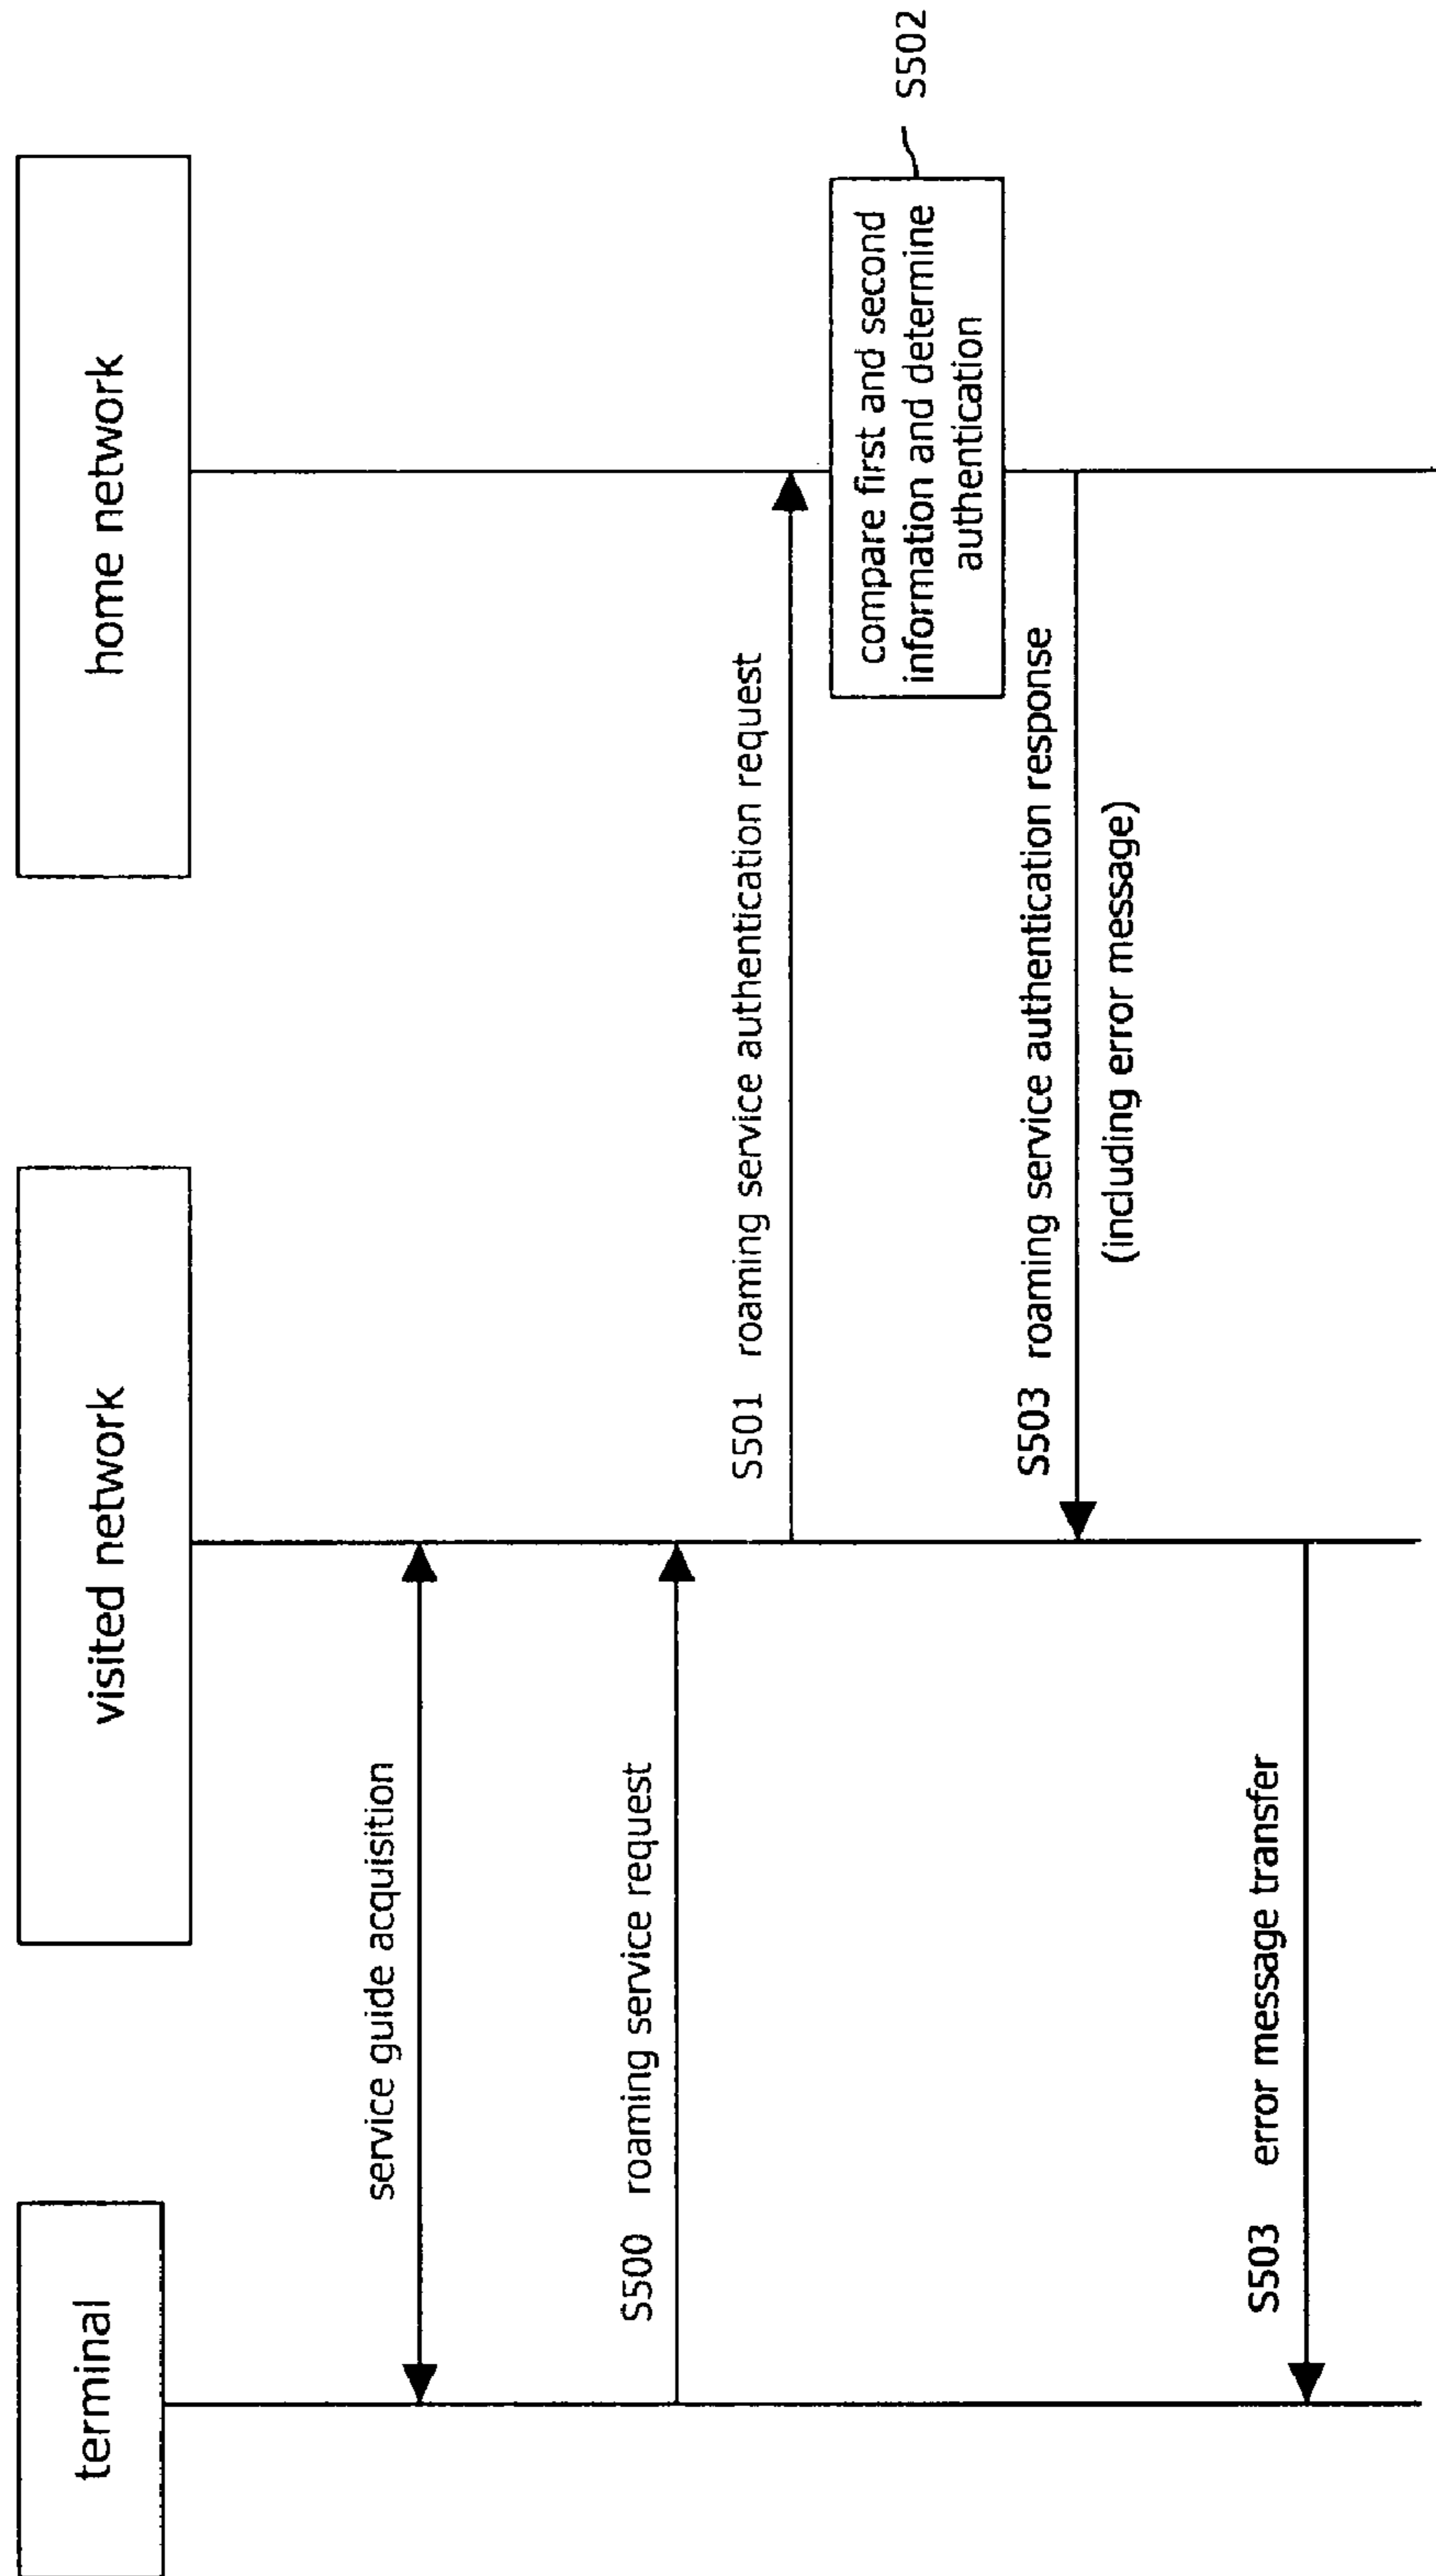 terminal
visited network
home network
service guide acquisition
S500 roaming service request
S501 roaming service authentication request
compare first and second
information and determine
authentication
S502
S503 roaming service authentication response
(including error message)
S503 error message transfer